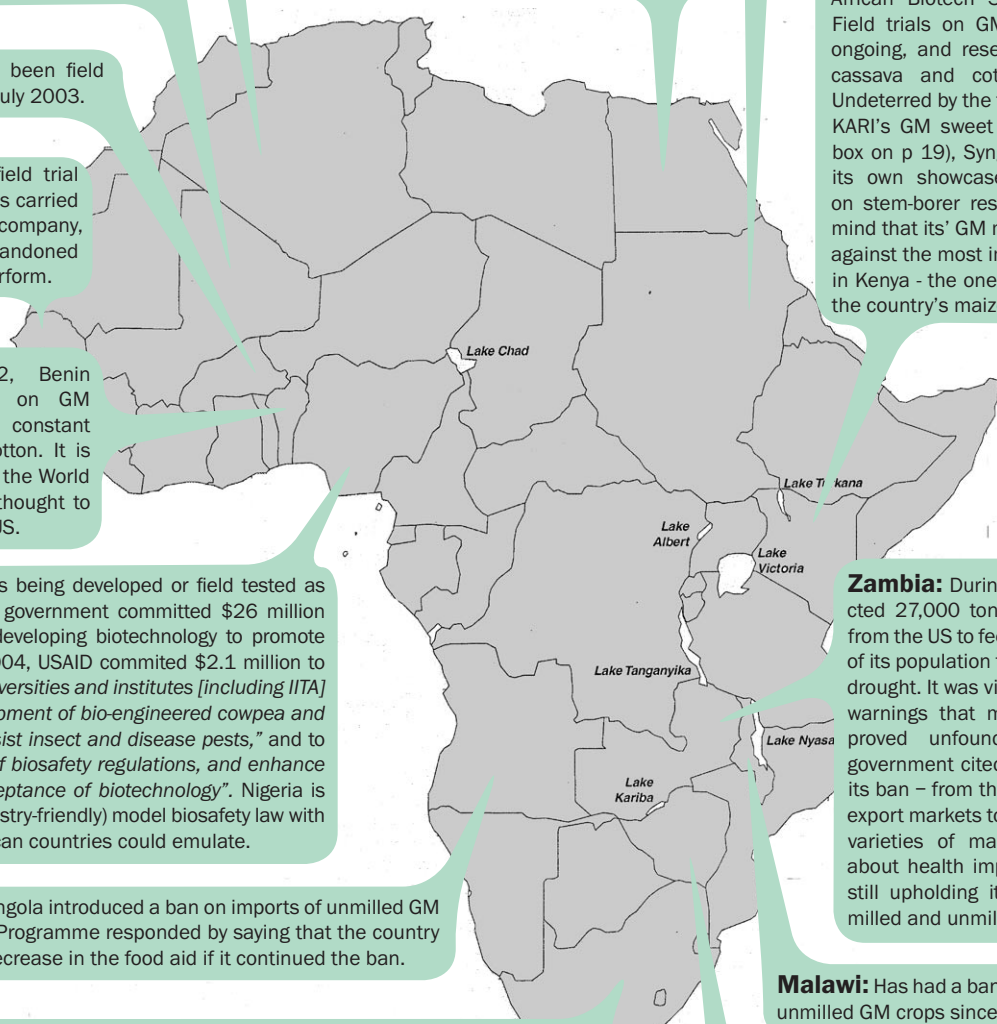 been field
uly 2003.
ield trial
s carried
company,
andoned
rform.
2, Benin
on GM
constant
otton. It is
the World
thought to
JS.
s being developed or field tested as
government committed $26 million
developing biotechnology to promote
004, USAID commited $2.1 million to
versities and institutes [including IITA]
pment of bio-engineered cowpea and
sist insect and disease pests,” and to
f biosafety regulations, and enhance
eptance of biotechnology”. Nigeria is
stry-friendly) model biosafety law with
can countries could emulate.
ngola introduced a ban on imports of unmilled GM
Programme responded by saying that the country
ecrease in the food aid if it continued the ban.
African Biotech S
Field trials on GM
ongoing, and rese
cassava and cot
Undeterred by the
KARI’s GM sweet
box on p 19), Syn
its own showcase
on stem-borer res
mind that its’ GM
against the most i
in Kenya - the one
the country’s maiz
Lake Chad
Lake Turkana
Lake
Albert
Lake
Victoria
Lake Tanganyika
Lake Nyasa
Lake
Kariba
Zambia: Durin
cted 27,000 ton
from the US to fee
of its population
drought. It was vi
warnings that m
proved unfoun
government cited
its ban – from th
export markets to
varieties of ma
about health imp
still upholding it
milled and unmil
Malawi: Has had a ban
unmilled GM crops since